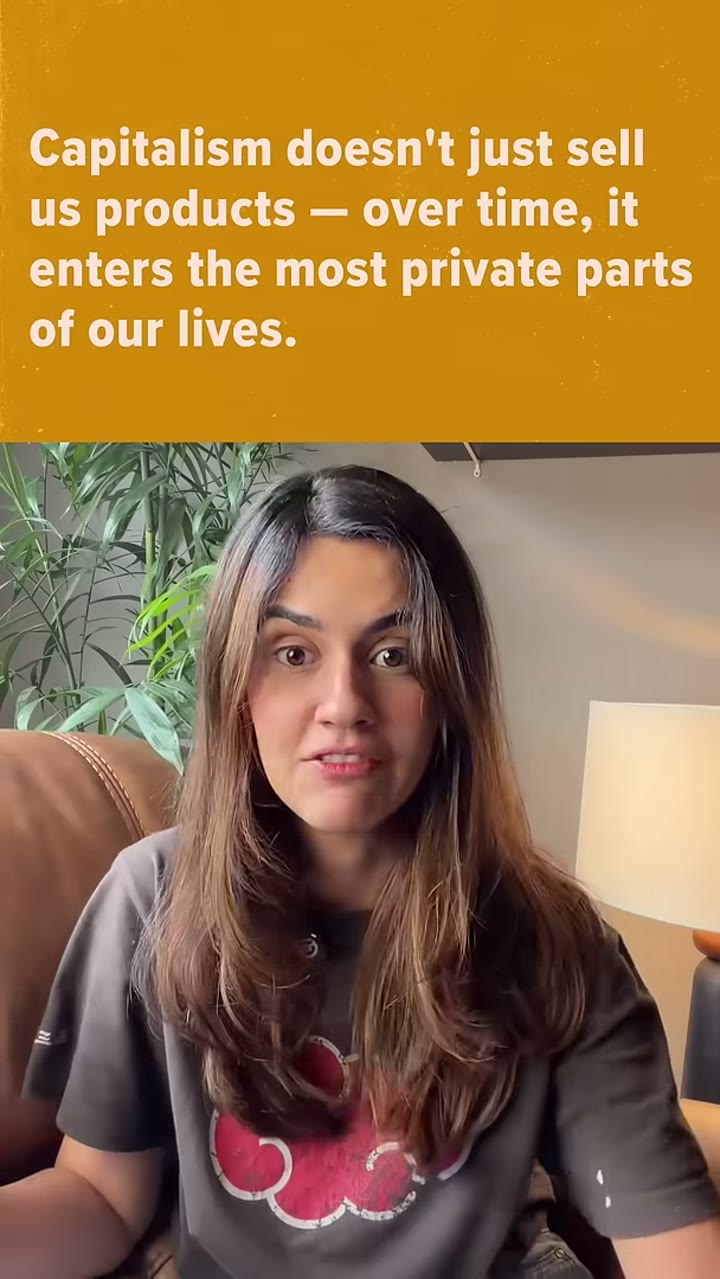 Capitalism doesn't just sell
us products — over time, it
enters the most private parts
of our lives.